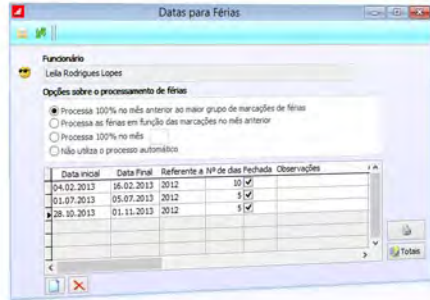 Datas para Férias
Funcionário
Leila Rodrigues Lopes
Opções sobre o processamento de férias
Processa 100% no mês anterior ao maior grupo de marcações de férias
Processa as férias em função das marcações no mês anterior
Processa 100% no mês
Não utiliza o processo automático
Data inicial Data Final Referente a Nº de dias Fechada Observações
04.02.2013 16.02.2013 2012 10
01.07.2013 05.07.2013 2012 5
28.10.2013 01.11.2013 2012 5
Totais